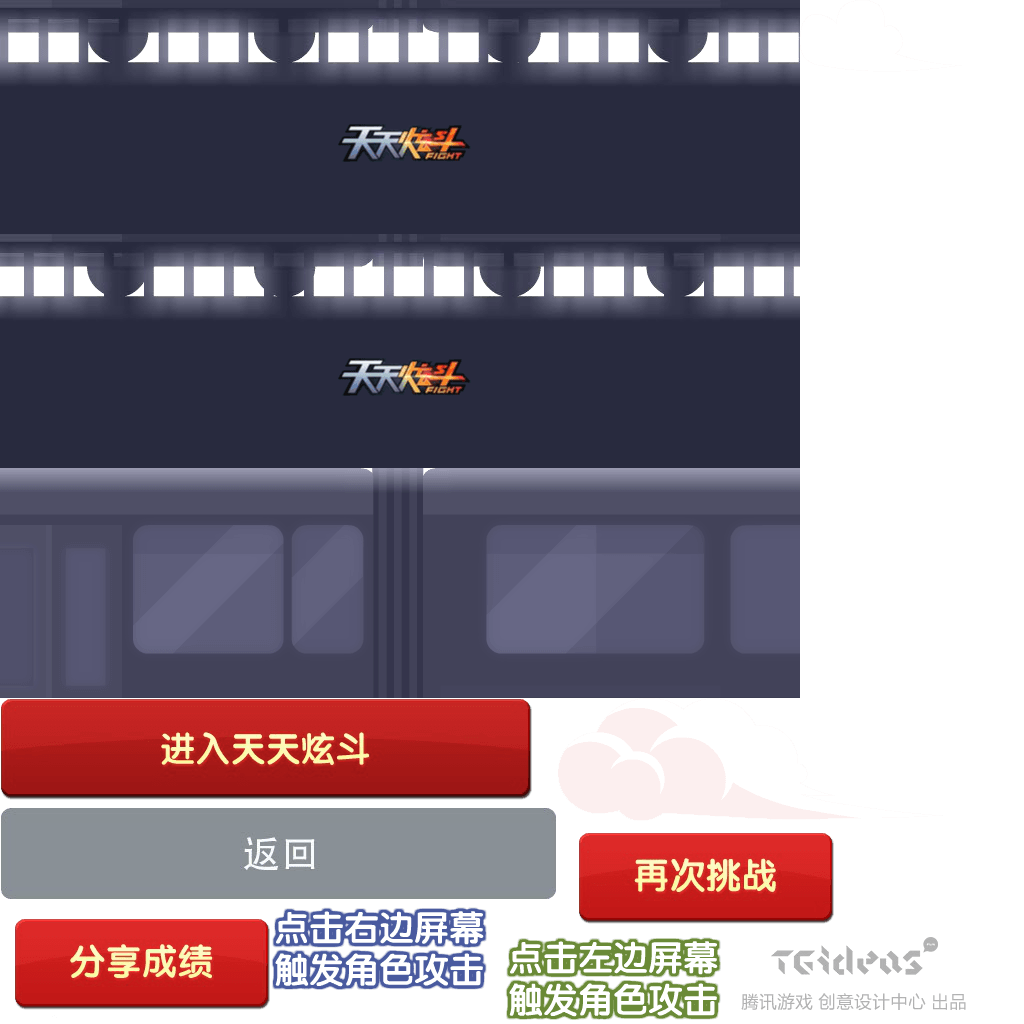 天天炫斗
FIGHT
天天炫斗
FIGHT
进入天天炫斗
返回
再次挑战
分享成绩
点击右边屏幕
触发角色攻击
点击左边屏幕
触发角色攻击
TGideas
腾讯游戏 创意设计中心 出品